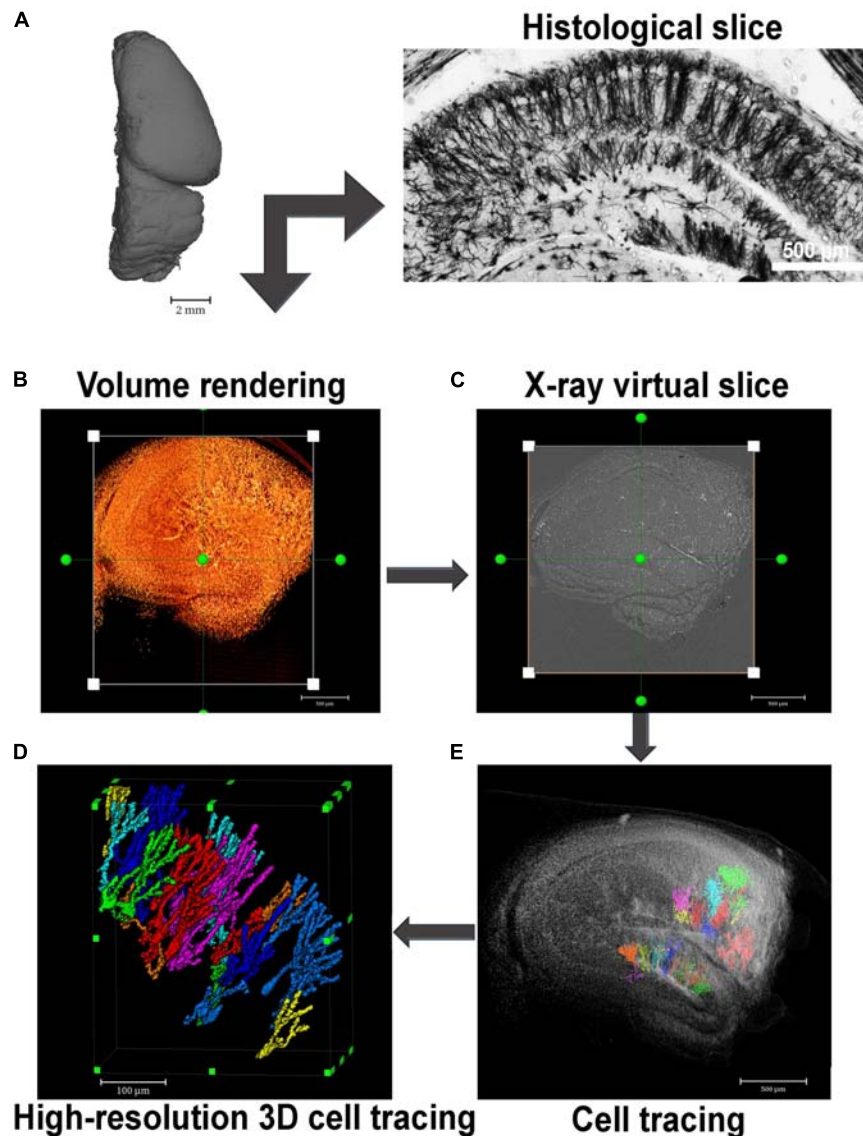 A
Histological slice
2 mm
500 µm
B
Volume rendering
C
X-ray virtual slice
500 µm
500 µm
D
E
100 µm
500 µm
High-resolution 3D cell tracing
Cell tracing